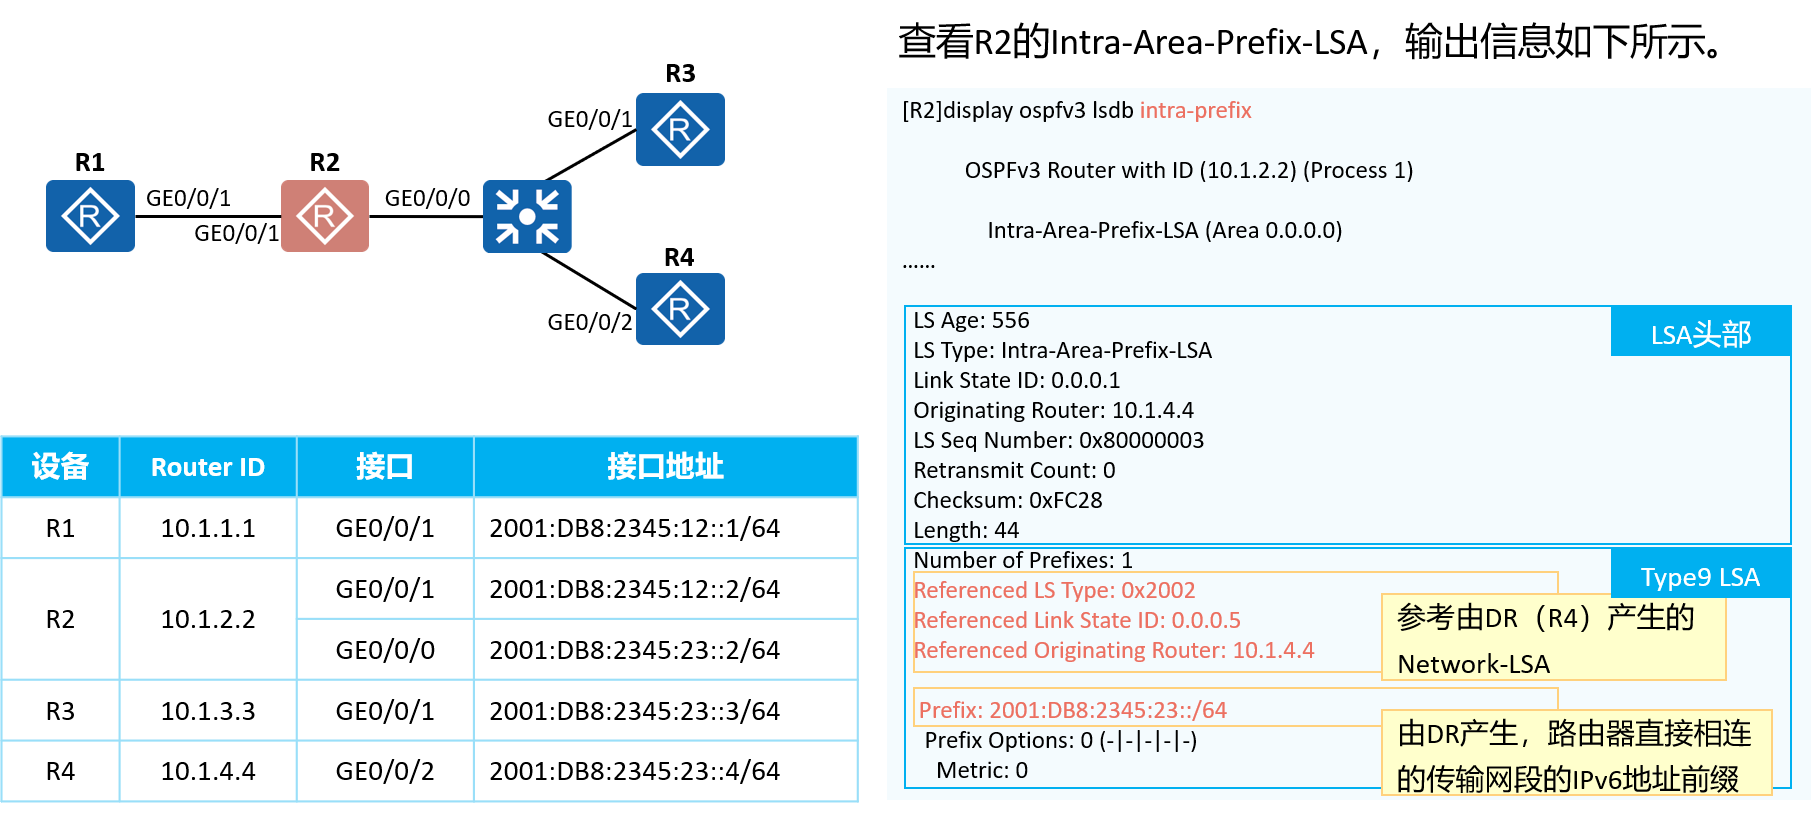 查看R2的Intra-Area-Prefix-LSA，输出信息如下所示。
R1
R2
R3
R4
GE0/0/1
GE0/0/1
GE0/0/0
GE0/0/1
GE0/0/2
设备 Router ID 接口 接口地址
R1 10.1.1.1 GE0/0/1 2001:DB8:2345:12::1/64
R2 10.1.2.2 GE0/0/1 2001:DB8:2345:12::2/64
GE0/0/0 2001:DB8:2345:23::2/64
R3 10.1.3.3 GE0/0/1 2001:DB8:2345:23::3/64
R4 10.1.4.4 GE0/0/2 2001:DB8:2345:23::4/64
[R2]display ospfv3 lsdb intra-prefix
OSPFv3 Router with ID (10.1.2.2) (Process 1)
Intra-Area-Prefix-LSA (Area 0.0.0.0)
......
LSA头部
LS Age: 556
LS Type: Intra-Area-Prefix-LSA
Link State ID: 0.0.0.1
Originating Router: 10.1.4.4
LS Seq Number: 0x80000003
Retransmit Count: 0
Checksum: 0xFC28
Length: 44
Type9 LSA
Number of Prefixes: 1
Referenced LS Type: 0x2002
Referenced Link State ID: 0.0.0.5
Referenced Originating Router: 10.1.4.4
参考由DR（R4）产生的
Network-LSA
Prefix: 2001:DB8:2345:23::/64
Prefix Options: 0 (-|-|-|-|-)
Metric: 0
由DR产生，路由器直接相连
的传输网段的IPv6地址前缀
R
R
R
R